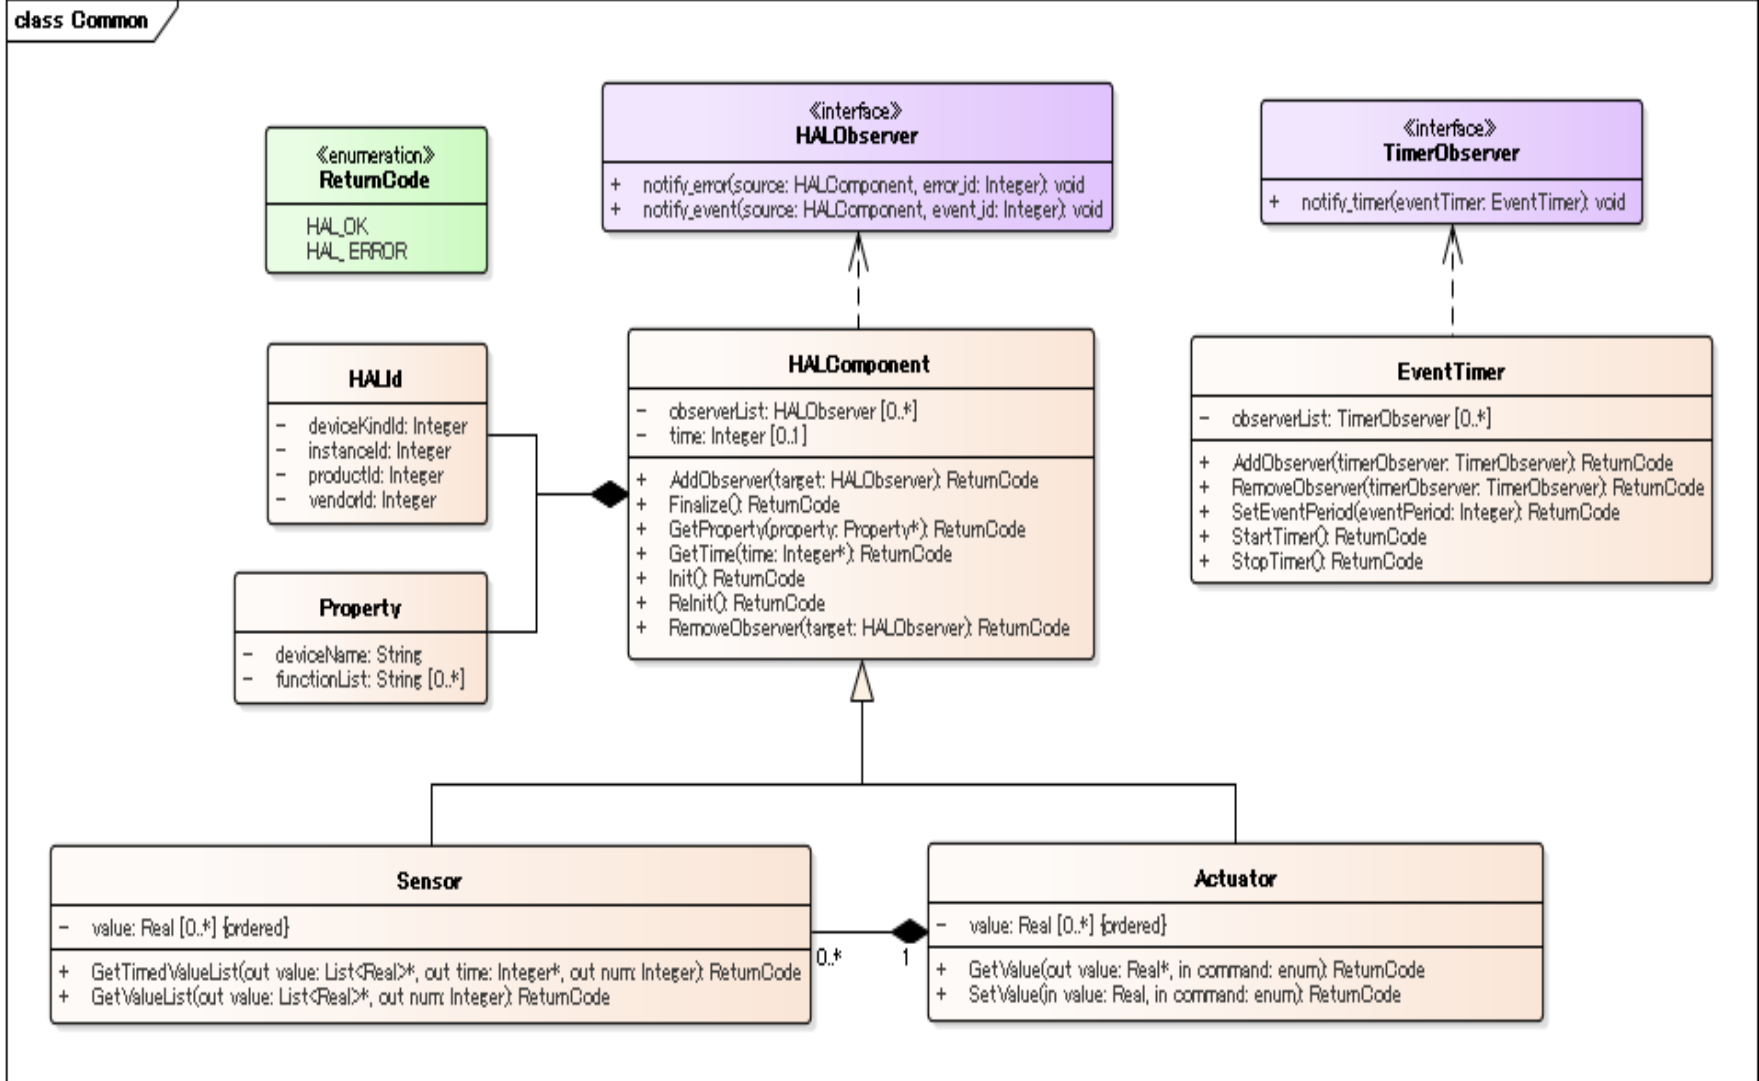 class Common
«enumeration»
ReturnCode
HAL_OK
HAL_ERROR
«interface»
HALObserver
+ notify_error(source: HALComponent, error_id: Integer): void
+ notify_event(source: HALComponent, event_id: Integer): void
«interface»
TimerObserver
+ notify_timer(eventTimer: EventTimer): void
HALId
- deviceKindId: Integer
- instanceId: Integer
- productId: Integer
- vendorId: Integer
Property
- deviceName: String
- functionList: String [0..*]
HALComponent
- observerList: HALObserver [0..*]
- time: Integer [0..1]
+ AddObserver(target: HALObserver): ReturnCode
+ Finalize(): ReturnCode
+ GetProperty(property: Property*): ReturnCode
+ GetTime(time: Integer*): ReturnCode
+ Init(): ReturnCode
+ ReInit(): ReturnCode
+ RemoveObserver(target: HALObserver): ReturnCode
EventTimer
- observerList: TimerObserver [0..*]
+ AddObserver(timerObserver: TimerObserver): ReturnCode
+ RemoveObserver(timerObserver: TimerObserver): ReturnCode
+ SetEventPeriod(eventPeriod: Integer): ReturnCode
+ StartTimer(): ReturnCode
+ StopTimer(): ReturnCode
Sensor
- value: Real [0..*] {ordered}
+ GetTimedValueList(out value: List<Real>*, out time: Integer*, out num: Integer): ReturnCode
+ GetValueList(out value: List<Real>*, out num: Integer): ReturnCode
0..*
1
Actuator
- value: Real [0..*] {ordered}
+ GetValue(out value: Real*, in command: enum): ReturnCode
+ SetValue(in value: Real, in command: enum): ReturnCode